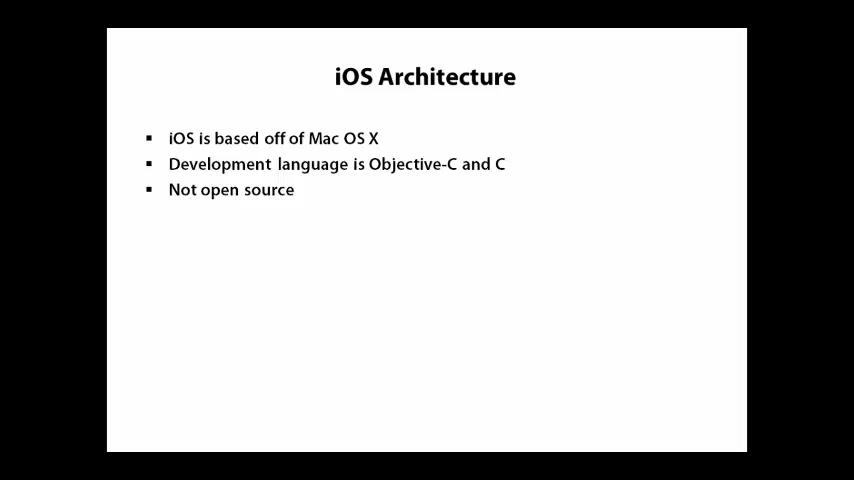 iOS Architecture
▪ iOS is based off of Mac OS X
▪ Development language is Objective-C and C
▪ Not open source